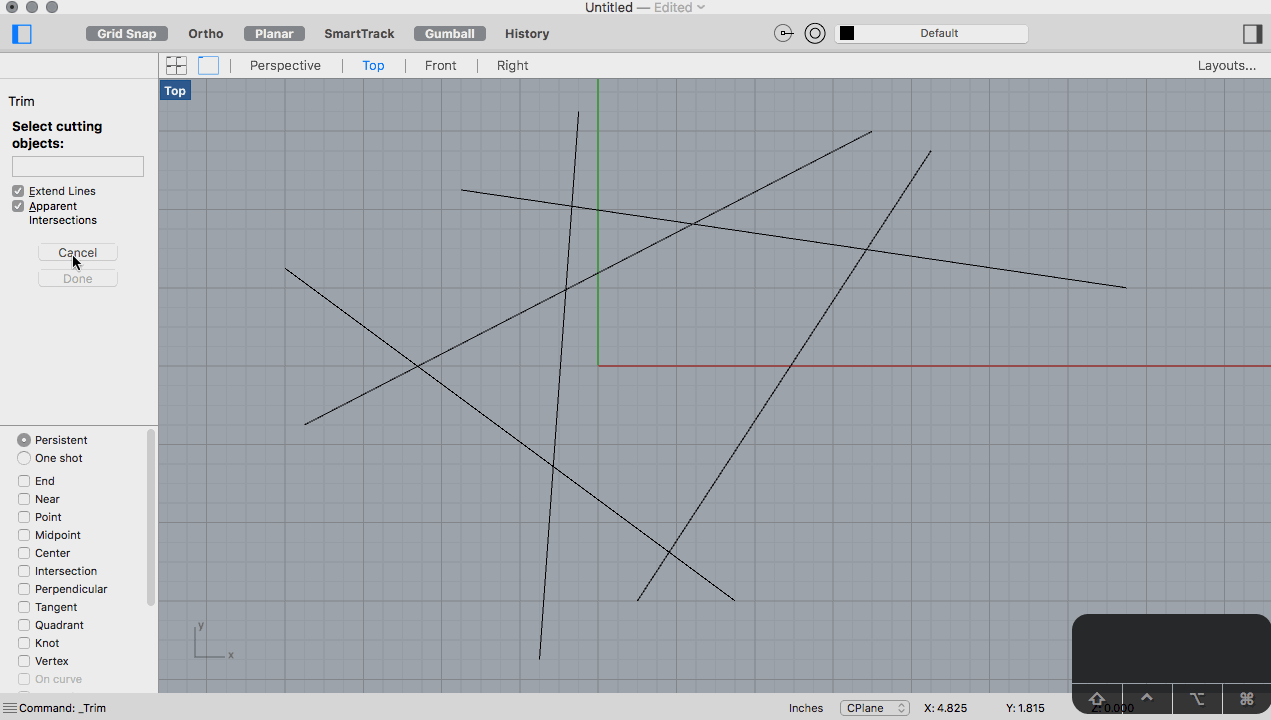 Untitled — Edited
Grid Snap Ortho Planar SmartTrack Gumball History Default
Perspective Top Front Right Layouts...
Top
Trim
Select cutting
objects:
Extend Lines
Apparent
Intersections
Cancel
Done
Persistent
One shot
End
Near
Point
Midpoint
Center
Intersection
Perpendicular
Tangent
Quadrant
Knot
Vertex
On curve
y
x
Command: _Trim Inches CPlane X: 4.825 Y: 1.815 Z: 0.000